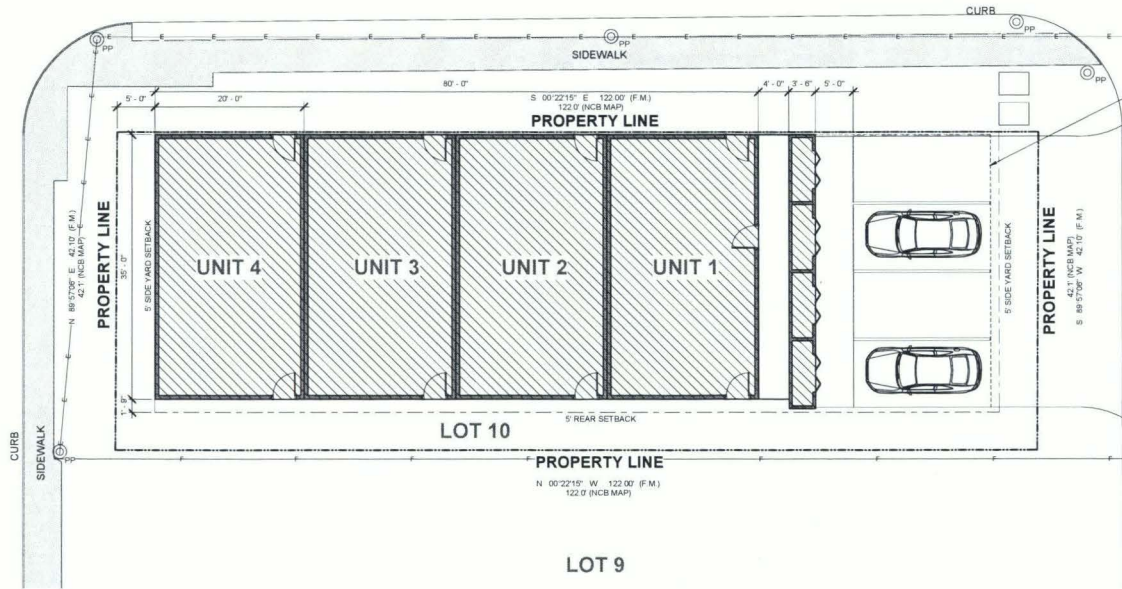 CURB
PP
PP
PP
PP
SIDEWALK
80' - 0"
5' - 0"
20' - 0"
4' - 0"
3' - 6"
5' - 0"
S 00°22'15" E 122.00' (F.M.)
122.0' (NCB MAP)
PROPERTY LINE
PROPERTY LINE
N 89°57'06" E 42.10' (F.M.)
42.1' (NCB MAP)
35' - 0"
5' SIDE YARD SETBACK
UNIT 4
UNIT 3
UNIT 2
UNIT 1
5' SIDE YARD SETBACK
PROPERTY LINE
42.1' (NCB MAP)
S 89°57'06" W 42.10' (F.M.)
1' - 9"
5' REAR SETBACK
LOT 10
CURB
SIDEWALK
PP
PROPERTY LINE
N 00°22'15" W 122.00' (F.M.)
122.0' (NCB MAP)
LOT 9